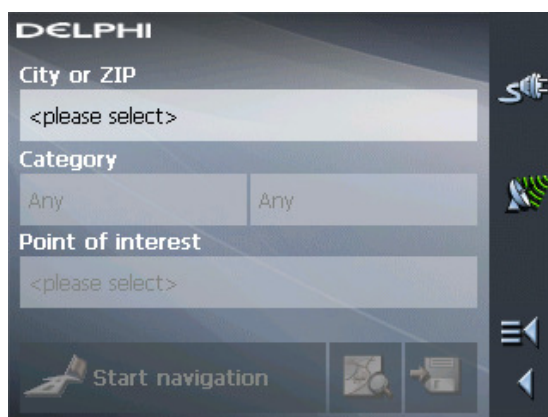 DELPHI
City or ZIP
<please select>
Category
Any Any
Point of interest
<please select>
Start navigation